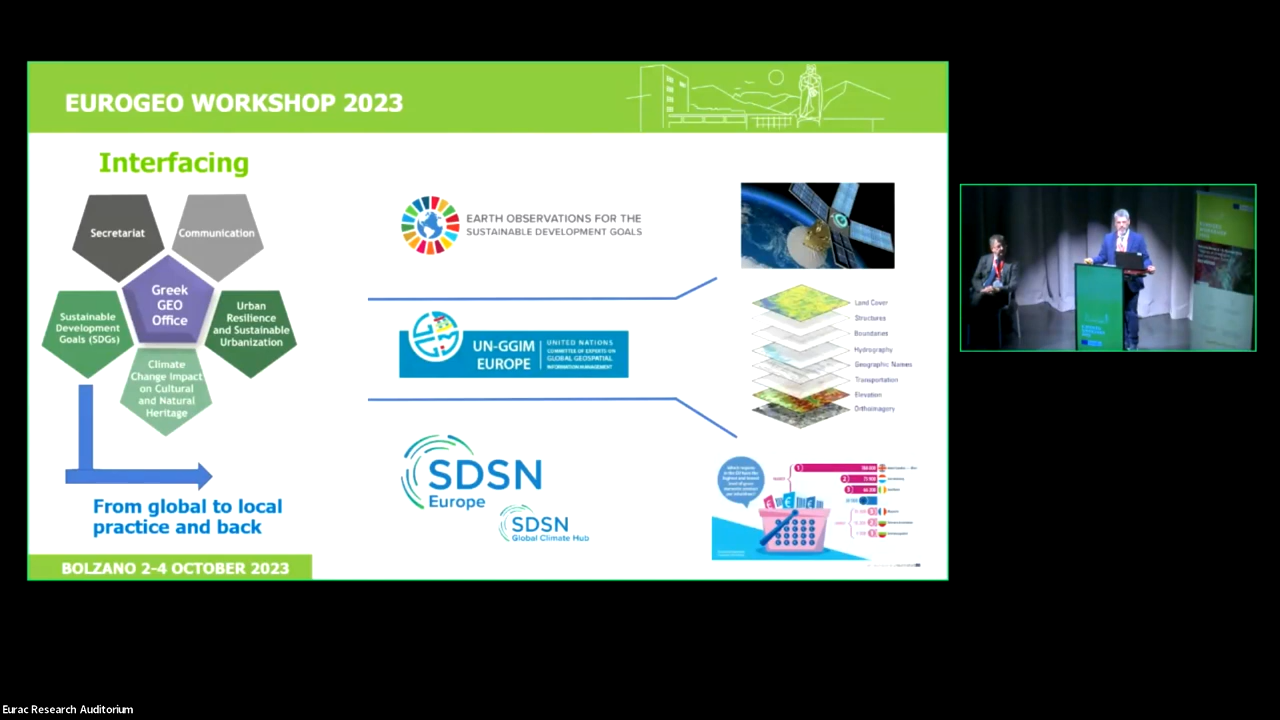 EUROGEO WORKSHOP 2023
Interfacing
Secretariat
Communication
Greek
GEO
Office
Sustainable
Development
Goals (SDGs)
Urban
Resilience
and Sustainable
Urbanization
Climate
Change Impact
on Cultural
and Natural
Heritage
From global to local
practice and back
EARTH OBSERVATIONS FOR THE
SUSTAINABLE DEVELOPMENT GOALS
UN-GGIM
EUROPE
UNITED NATIONS
COMMITTEE OF EXPERTS ON
GLOBAL GEOSPATIAL
INFORMATION MANAGEMENT
SDSN
Europe
SDSN
Global Climate Hub
Land Cover
Structures
Boundaries
Hydrography
Geographic Names
Transportation
Elevation
Orthoimagery
BOLZANO 2-4 OCTOBER 2023
Eurac Research Auditorium